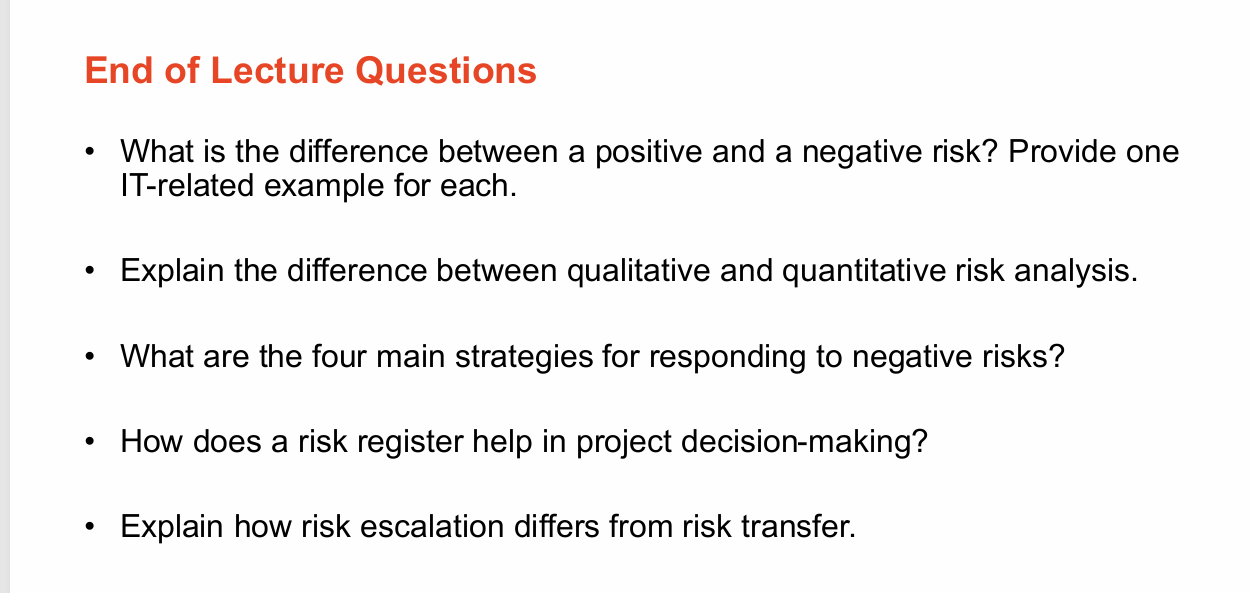 End of Lecture Questions
• What is the difference between a positive and a negative risk? Provide one
IT-related example for each.
• Explain the difference between qualitative and quantitative risk analysis.
• What are the four main strategies for responding to negative risks?
• How does a risk register help in project decision-making?
• Explain how risk escalation differs from risk transfer.